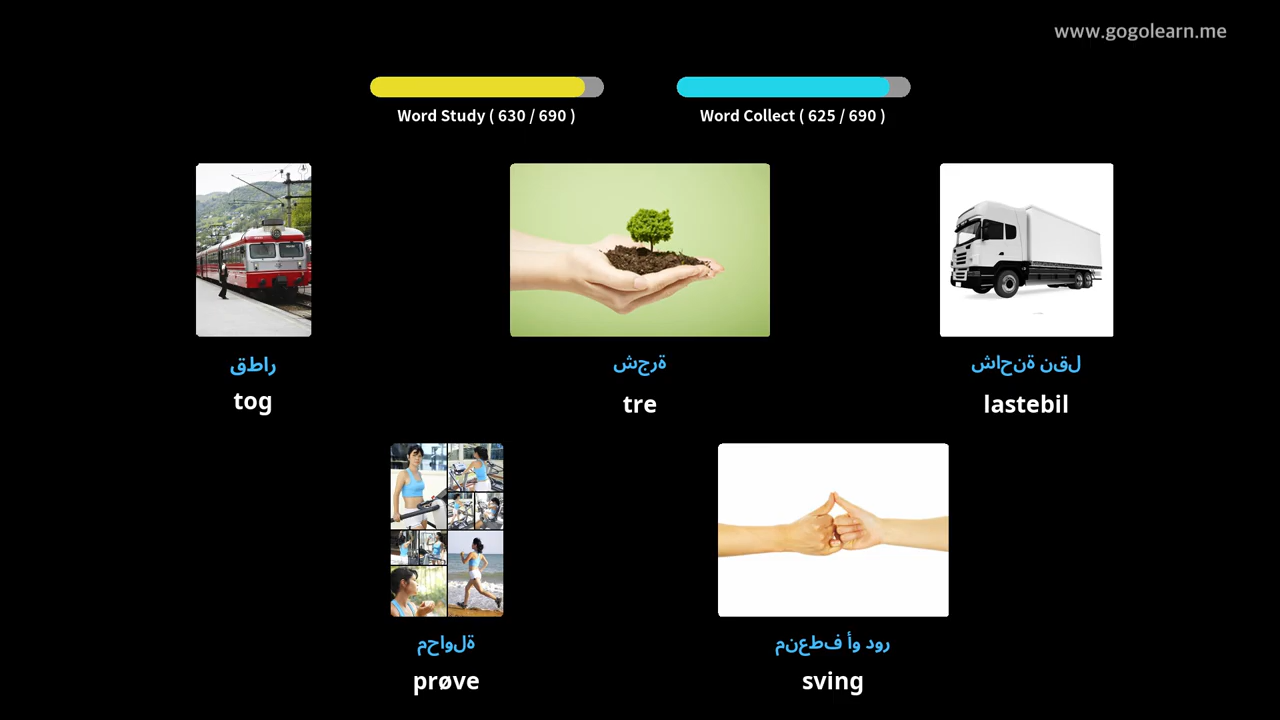 www.gogolearn.me
Word Study ( 630 / 690 )
Word Collect ( 625 / 690 )
راطق
ةرجش
لقن ةنحاش
tog
tre
lastebil
ةلواحم
رود وأ فطعنم
prøve
sving